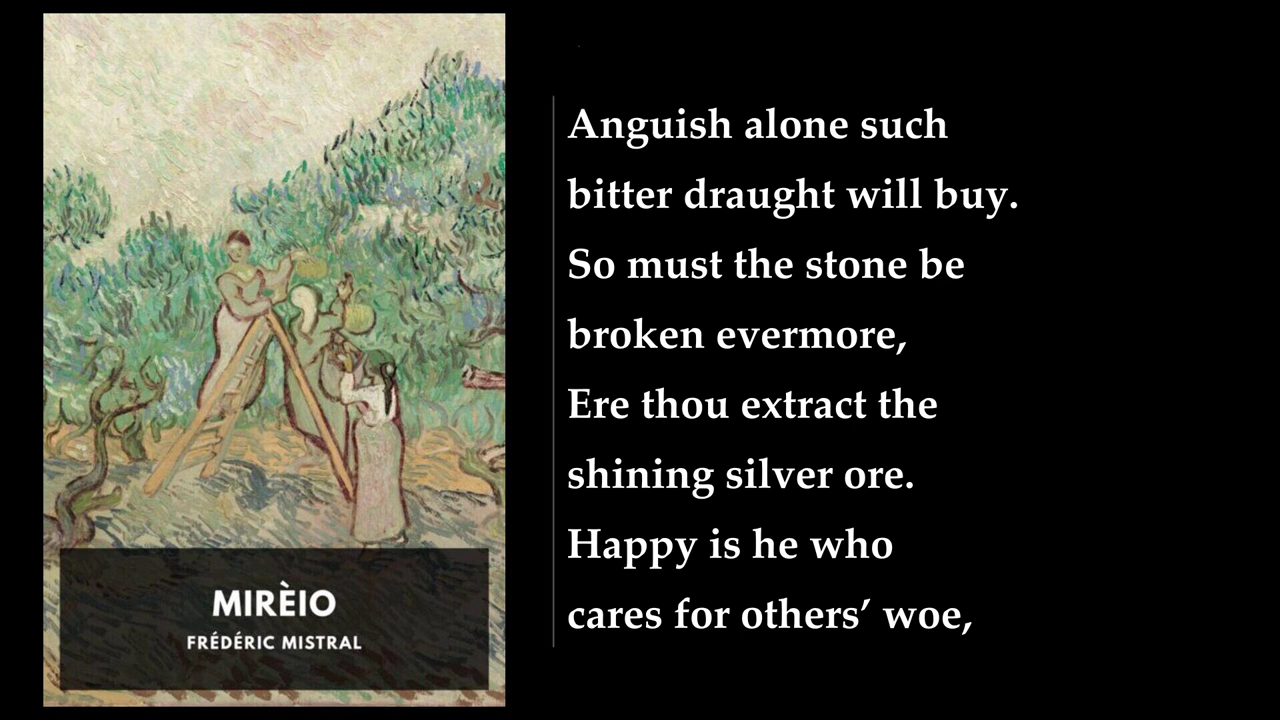 MIRÈIO
FRÉDÉRIC MISTRAL
Anguish alone such
bitter draught will buy.
So must the stone be
broken evermore,
Ere thou extract the
shining silver ore.
Happy is he who
cares for others’ woe,